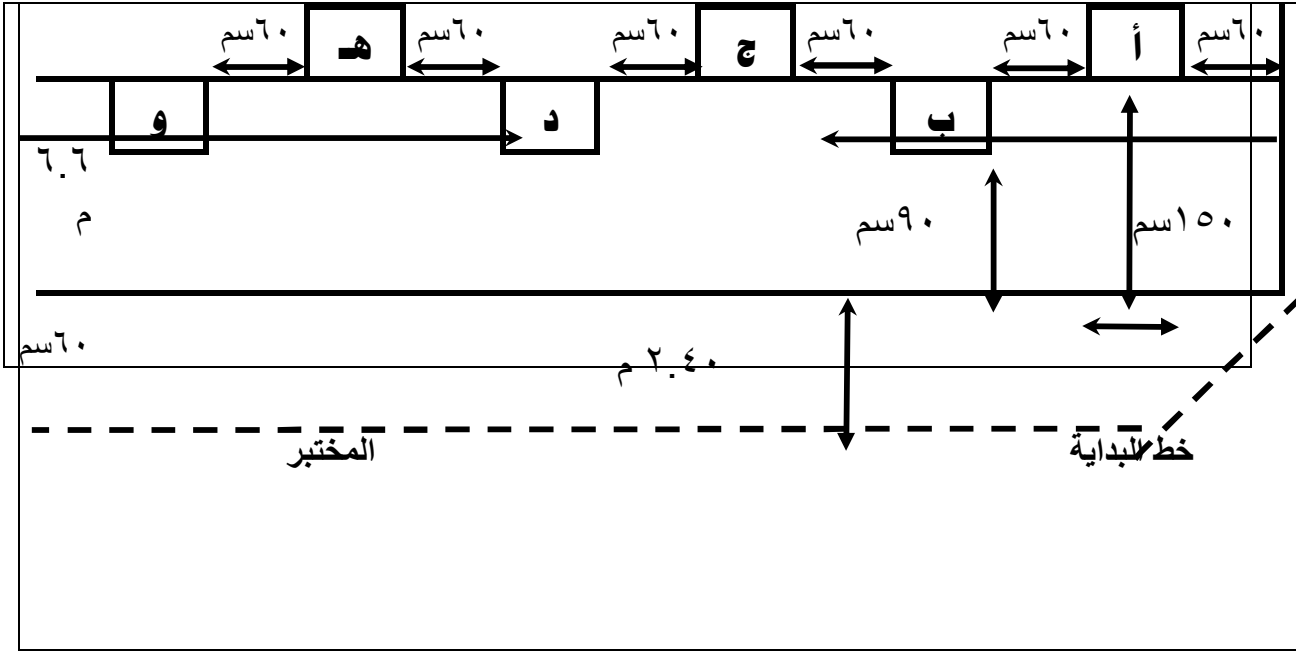 ٦٠سم أ ٦٠سم ٦٠سم ج ٦٠سم ٦٠سم هـ ٦٠سم
ب د و
٦.٦
م
١٥٠سم ٩٠سم
٦٠سم
٢.٤٠ م
خط البداية المختبر